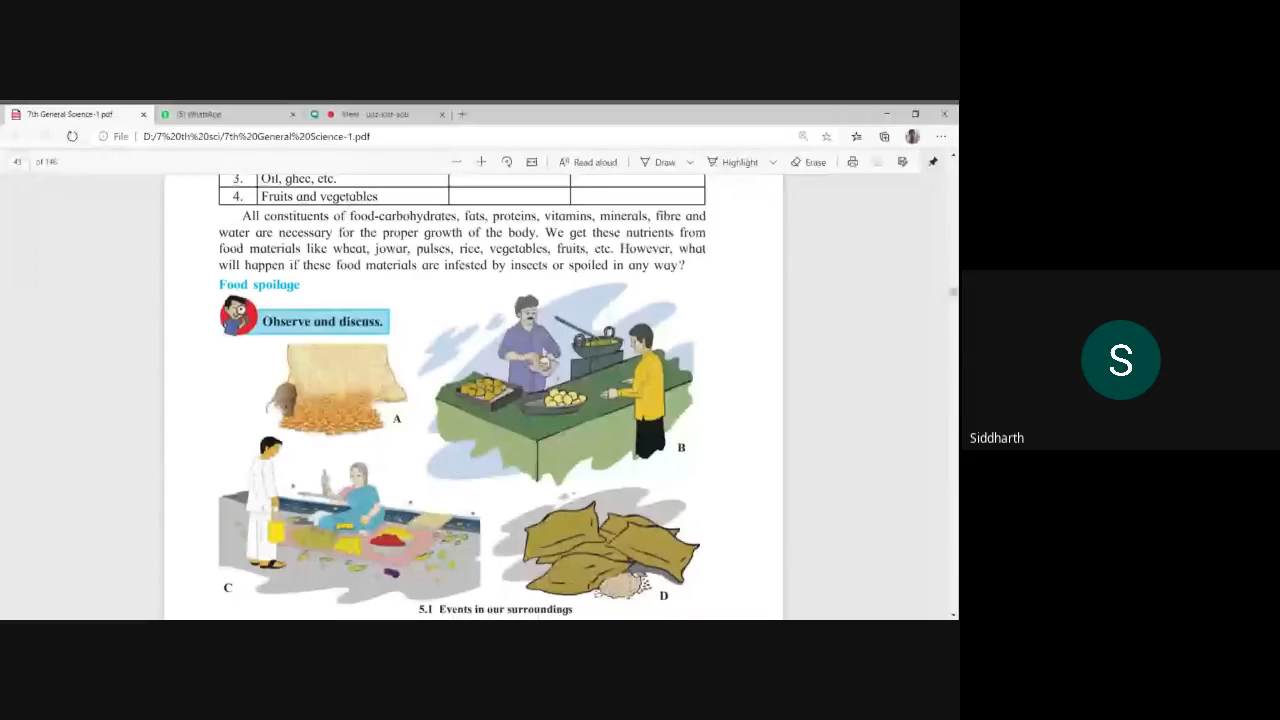 7th General Science-1.pdf
(5) WhatsApp
File D:/7%20th%20sci/7th%20General%20Science-1.pdf
43 of 146
Read aloud Draw Highlight Erase
3. Oil, ghee, etc.
4. Fruits and vegetables
All constituents of food-carbohydrates, fats, proteins, vitamins, minerals, fibre and
water are necessary for the proper growth of the body. We get these nutrients from
food materials like wheat, jowar, pulses, rice, vegetables, fruits, etc. However, what
will happen if these food materials are infested by insects or spoiled in any way?
Food spoilage
Observe and discuss.
A
B
C
D
5.1 Events in our surroundings
S
Siddharth